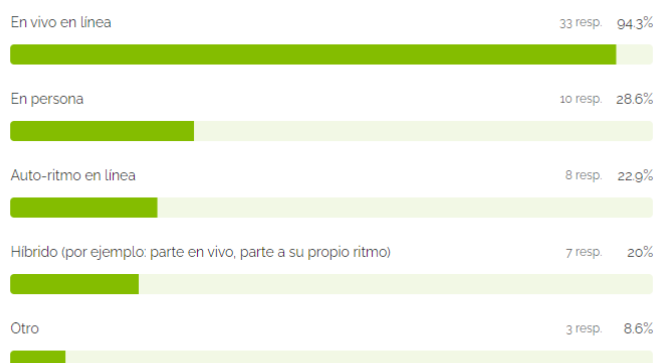 En vivo en línea 33 resp. 94.3%
En persona 10 resp. 28.6%
Auto-ritmo en línea 8 resp. 22.9%
Híbrido (por ejemplo: parte en vivo, parte a su propio ritmo) 7 resp. 20%
Otro 3 resp. 8.6%